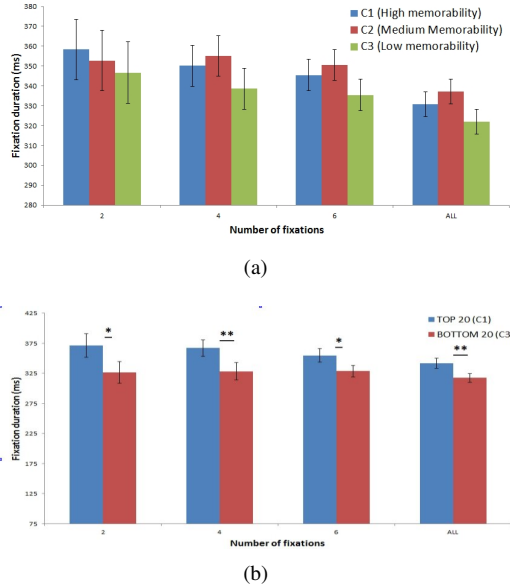 C1 (High memorability)
C2 (Medium Memorability)
C3 (Low memorability)
Fixation duration (ms)
380
370
360
350
340
330
320
310
300
290
280
2 4 6 ALL
Number of fixations
(a)
TOP 20 (C1)
BOTTOM 20 (C3
Fixation duration (ms)
425
375
325
275
225
175
125
75
* ** * **
2 4 6 ALL
Number of fixations
(b)